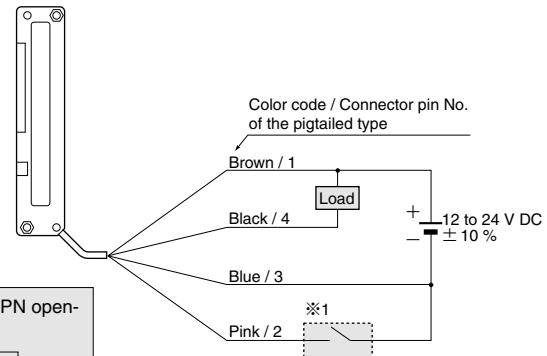 Color code / Connector pin No.
of the pigtailed type
Brown / 1
Load
Black / 4
+ 12 to 24 V DC
− ± 10 %
Blue / 3
PN open-
※1
Pink / 2